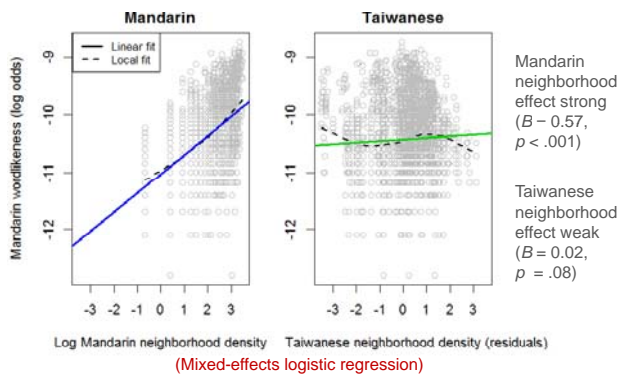 Mandarin
Taiwanese
Linear fit
Local fit
Mandarin wordlikeness (log odds)
-9
-10
-11
-12
-3 -2 -1 0 1 2 3
Log Mandarin neighborhood density
-9
-10
-11
-12
-3 -2 -1 0 1 2 3
Taiwanese neighborhood density (residuals)
(Mixed-effects logistic regression)
Mandarin
neighborhood
effect strong
(B – 0.57,
p < .001)
Taiwanese
neighborhood
effect weak
(B = 0.02,
p = .08)